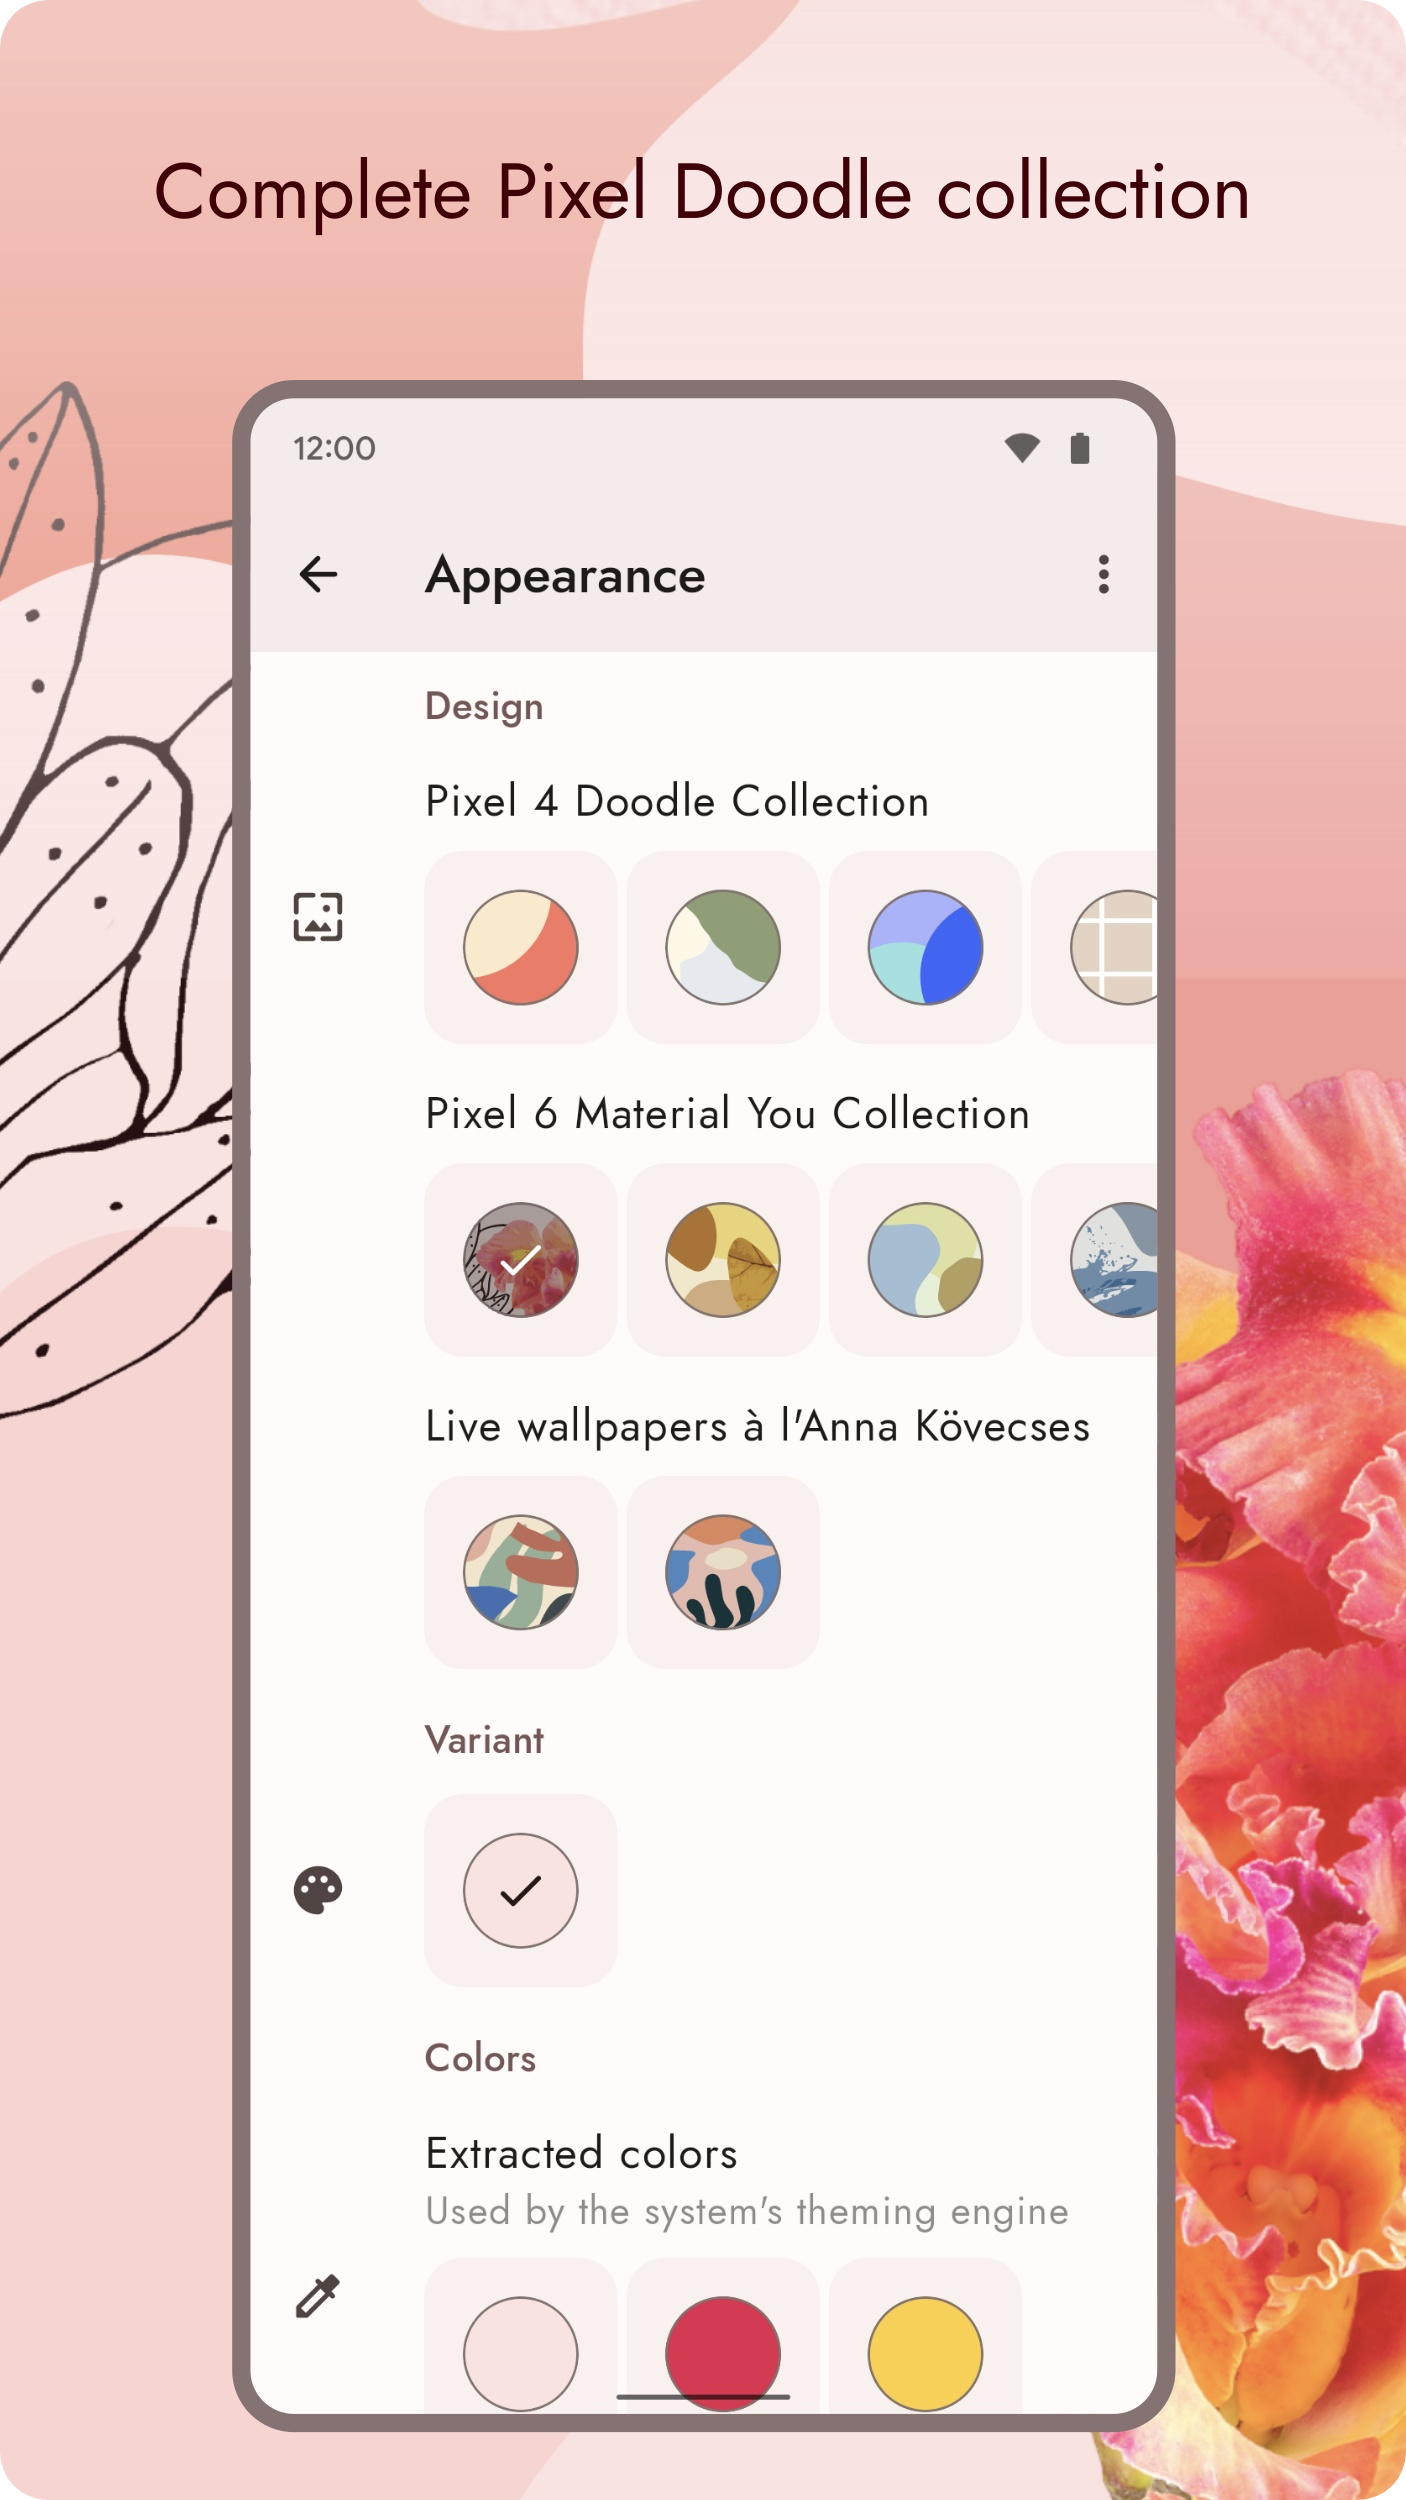 Complete Pixel Doodle collection
12:00
Appearance
Design
Pixel 4 Doodle Collection
Pixel 6 Material You Collection
Live wallpapers à l'Anna Kövecses
Variant
Colors
Extracted colors
Used by the system's theming engine